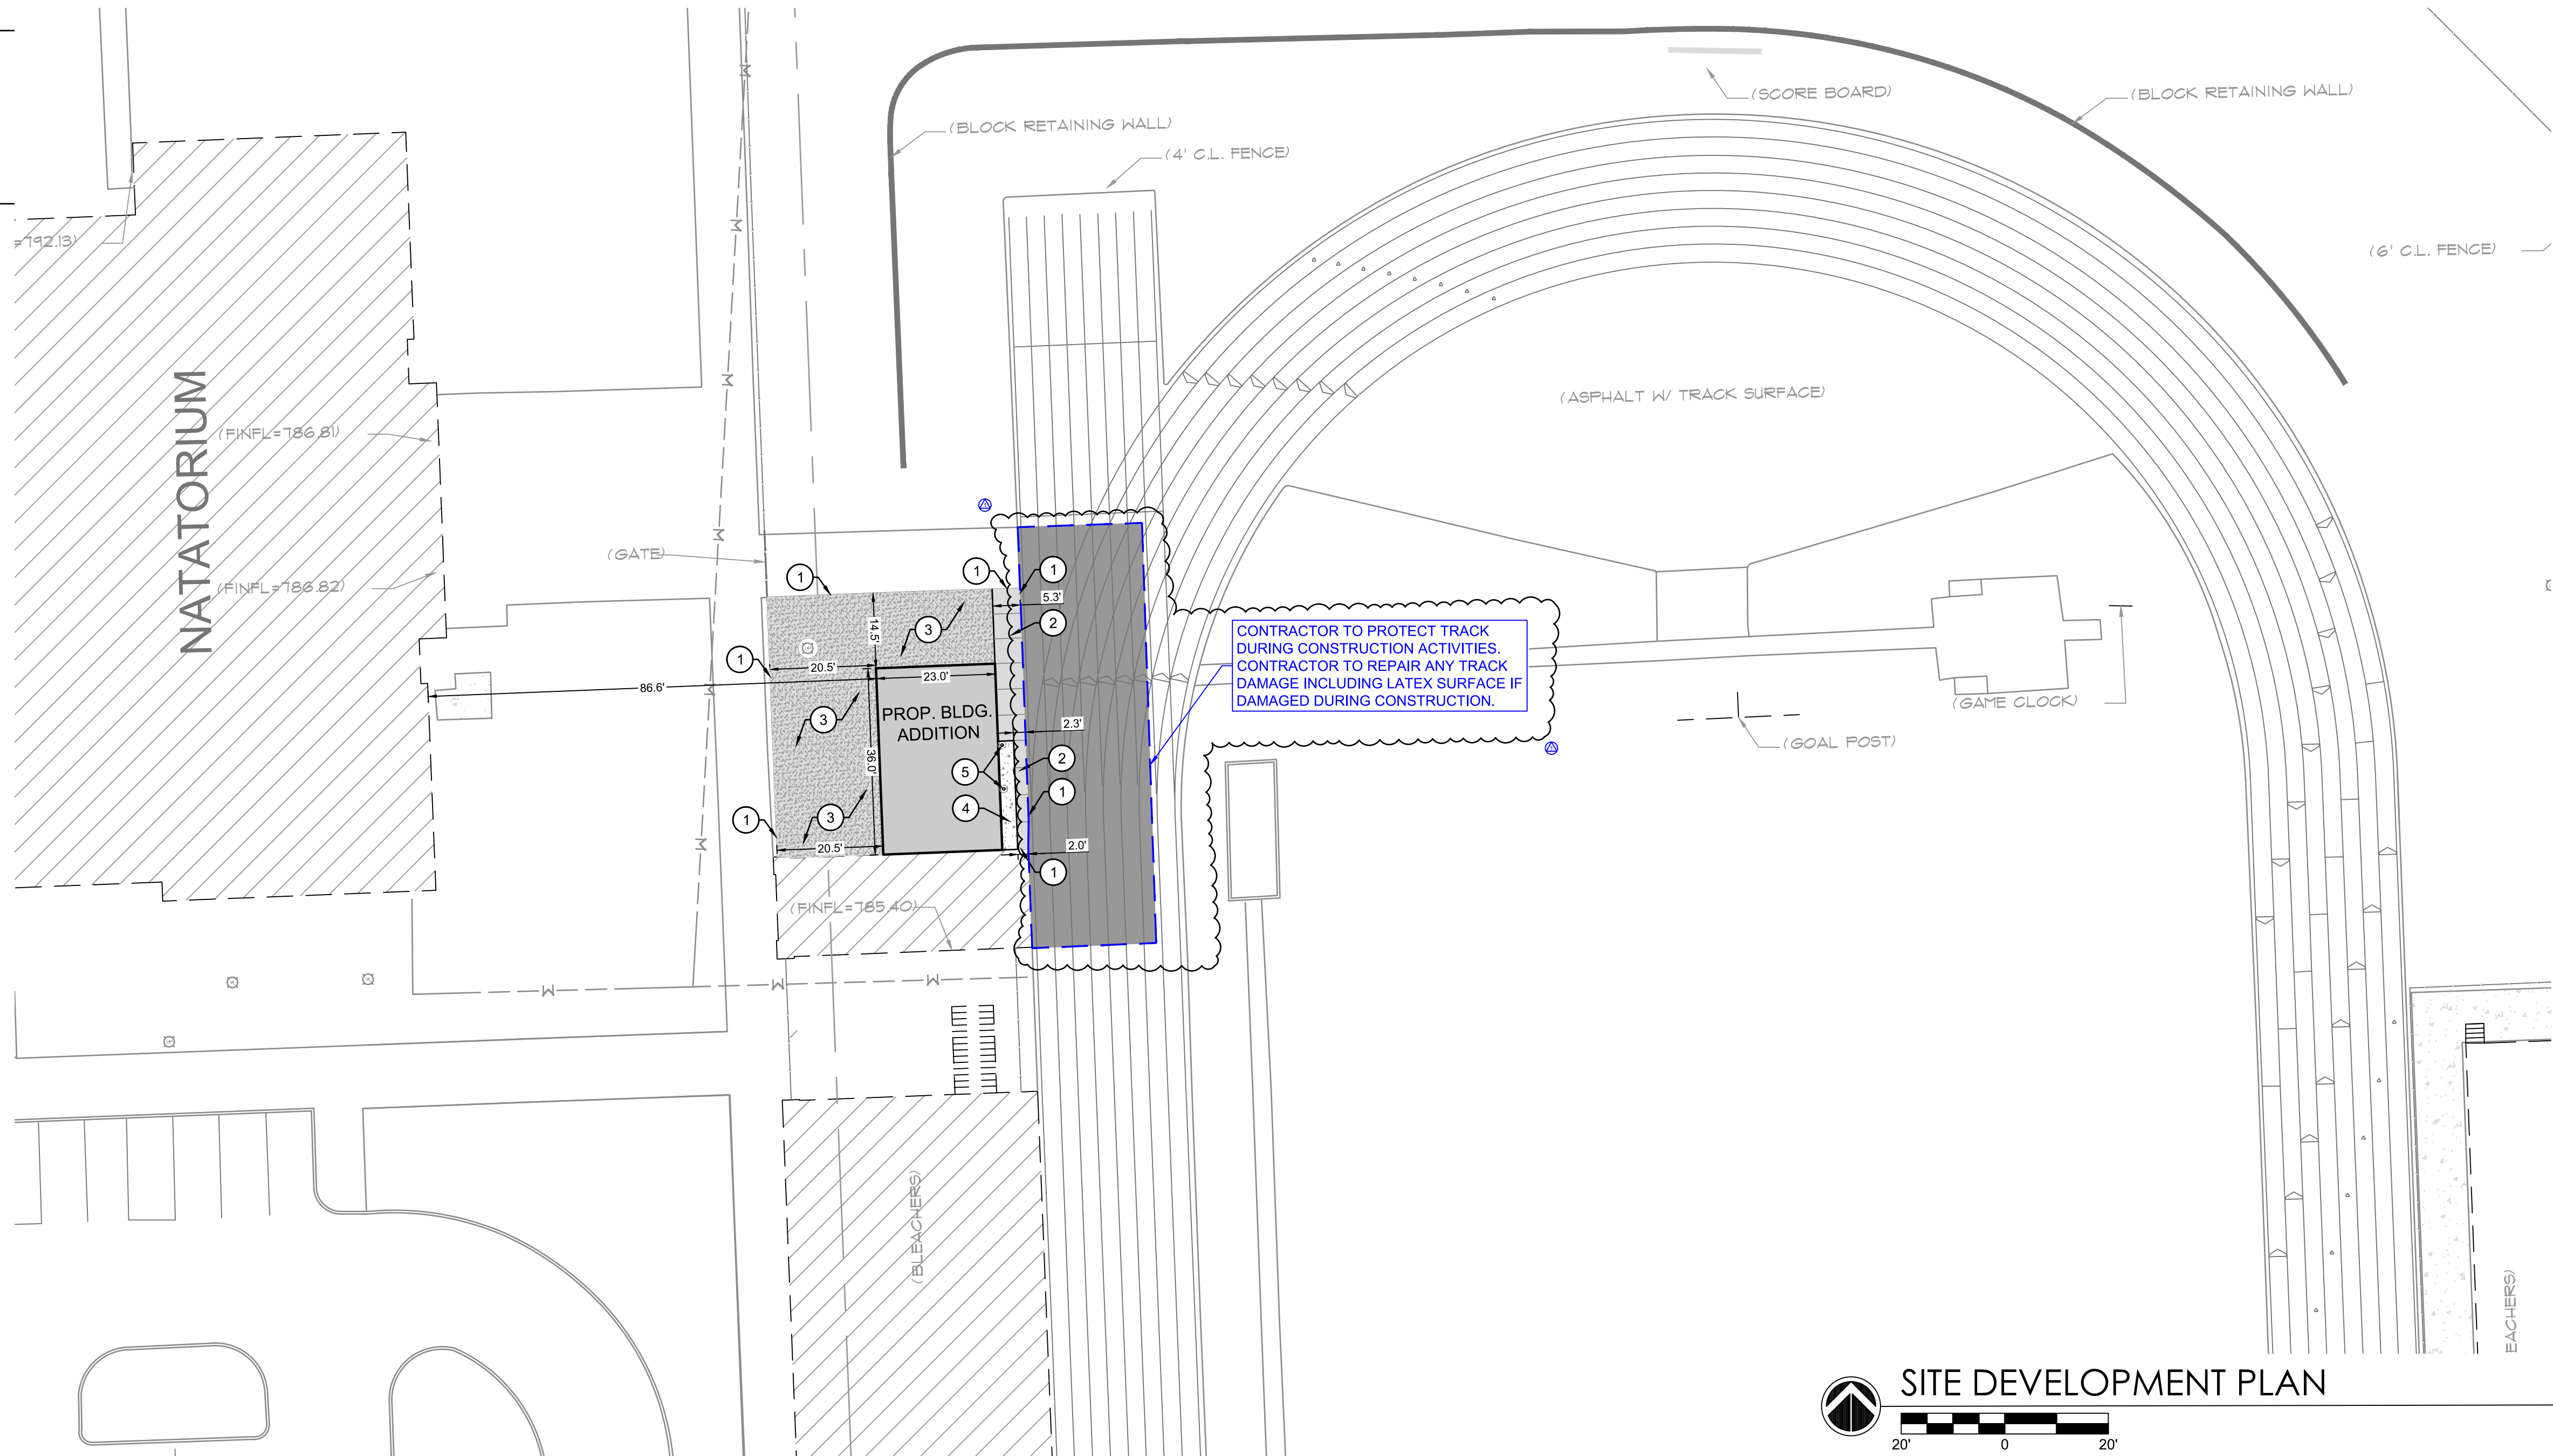 (SCORE BOARD)
(BLOCK RETAINING WALL)
(BLOCK RETAINING WALL)
(4' C.L. FENCE)
=792.13)
(6' C.L. FENCE)
NATATORIUM
(FINFL=786.81)
(ASPHALT W/ TRACK SURFACE)
(GATE)
(FINFL=786.82)
1
1
1
5.3'
3
14.5'
2
1
20.5'
23.0'
86.6'
CONTRACTOR TO PROTECT TRACK
DURING CONSTRUCTION ACTIVITIES.
CONTRACTOR TO REPAIR ANY TRACK
DAMAGE INCLUDING LATEX SURFACE IF
DAMAGED DURING CONSTRUCTION.
(GAME CLOCK)
(GOAL POST)
3
PROP. BLDG.
ADDITION
2.3'
36.0'
2
5
1
4
3
1
20.5'
2.0'
1
(FINFL=785.40)
W
W
W
W
W
W
W
W
W
W
(BLEACHERS)
EACHERS)
SITE DEVELOPMENT PLAN
20'
0
20'